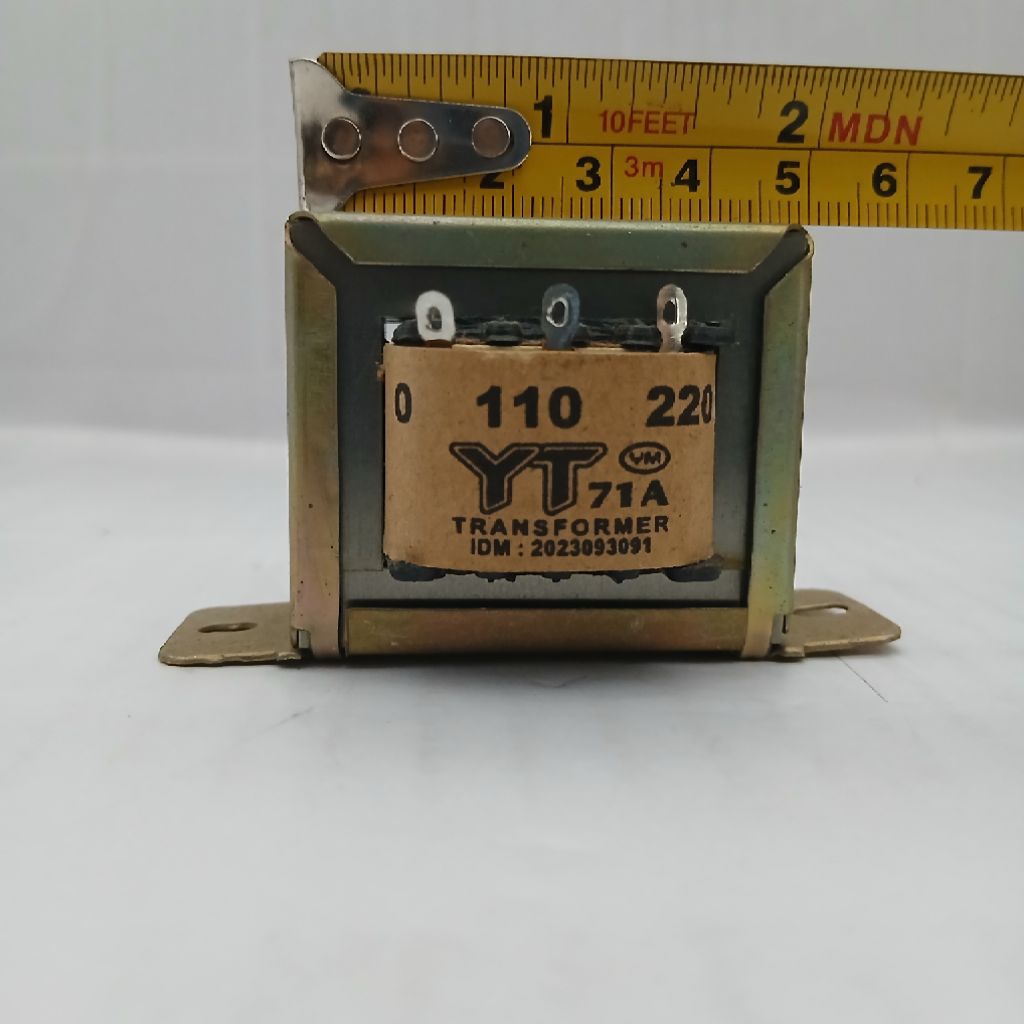 1 10FEET 2 MDN
2 3 3m 4 5 6 7
0 110 220
YT YM
71A
TRANSFORMER
IDM : 2023093091